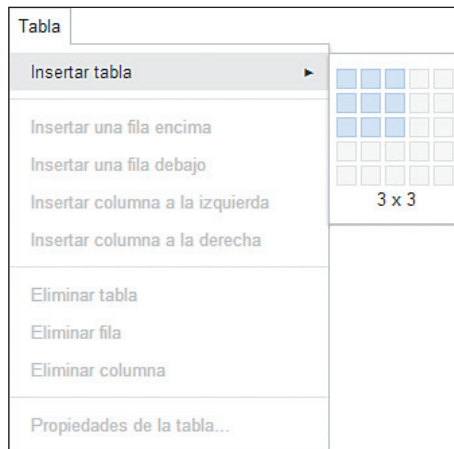 Tabla
Insertar tabla
3 x 3
Insertar una fila encima
Insertar una fila debajo
Insertar columna a la izquierda
Insertar columna a la derecha
Eliminar tabla
Eliminar fila
Eliminar columna
Propiedades de la tabla...